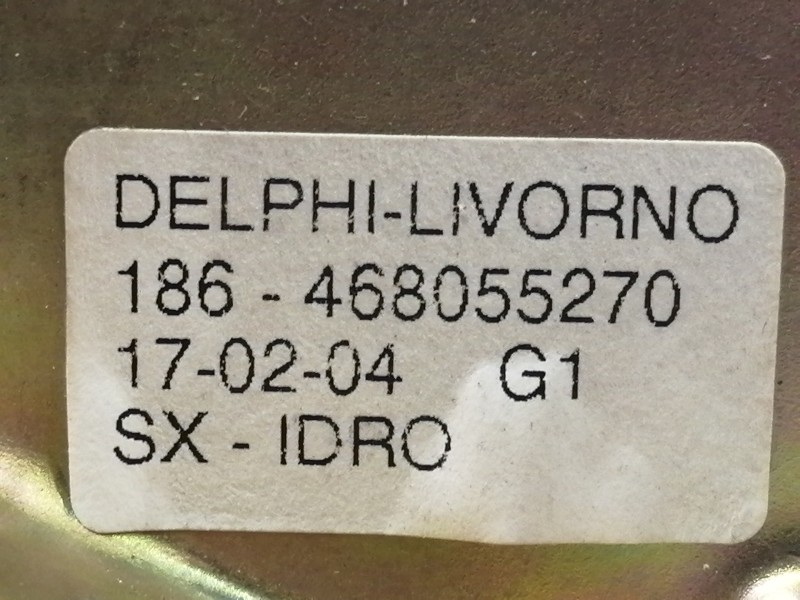 DELPHI-LIVORNO
186 - 468055270
17-02-04 G1
SX - IDRO